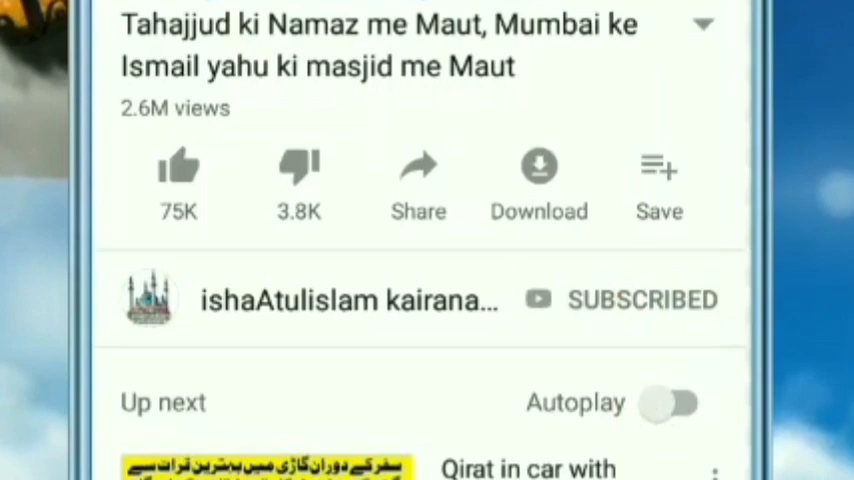 Tahajjud ki Namaz me Maut, Mumbai ke
Ismail yahu ki masjid me Maut
2.6M views
75K
3.8K
Share
Download
Save
ishaAtulislam kairana...
SUBSCRIBED
Up next
Autoplay
سفر کے دوران گاڑی میں بہترین قرات سے
Qirat in car with